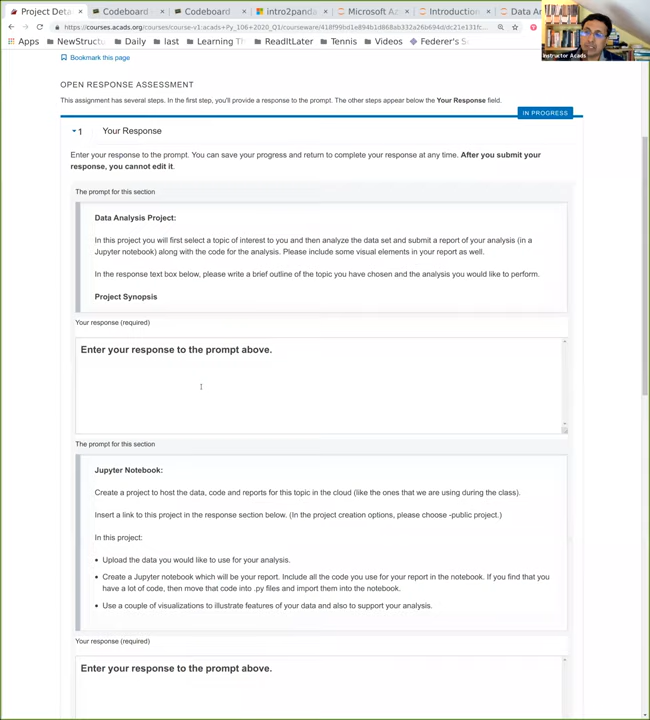 Project Deta
Codeboard
Codeboard
intro2panda
Microsoft Az
Introduction
Data An
https://courses.acads.org/courses/course-v1:acads+Py_106+2020_Q1/courseware/
Apps
NewStructu
Daily
last
Learning Th
ReadItLater
Tennis
Videos
Federer's S
Instructor Acads
Bookmark this page
OPEN RESPONSE ASSESSMENT
This assignment has several steps. In the first step, you'll provide a response to the prompt. The other steps appear below the Your Response field.
IN PROGRESS
1 Your Response
Enter your response to the prompt. You can save your progress and return to complete your response at any time. After you submit your
response, you cannot edit it.
The prompt for this section
Data Analysis Project:
In this project you will first select a topic of interest to you and then analyze the data set and submit a report of your analysis (in a
Jupyter notebook) along with the code for the analysis. Please include some visual elements in your report as well.
In the response text box below, please write a brief outline of the topic you have chosen and the analysis you would like to perform.
Project Synopsis
Your response (required)
Enter your response to the prompt above.
The prompt for this section
Jupyter Notebook:
Create a project to host the data, code and reports for this topic in the cloud (like the ones that we are using during the class).
Insert a link to this project in the response section below. (In the project creation options, please choose -public project.)
In this project:
• Upload the data you would like to use for your analysis.
• Create a Jupyter notebook which will be your report. Include all the code you use for your report in the notebook. If you find that you
have a lot of code, then move that code into .py files and import them into the notebook.
• Use a couple of visualizations to illustrate features of your data and also to support your analysis.
Your response (required)
Enter your response to the prompt above.